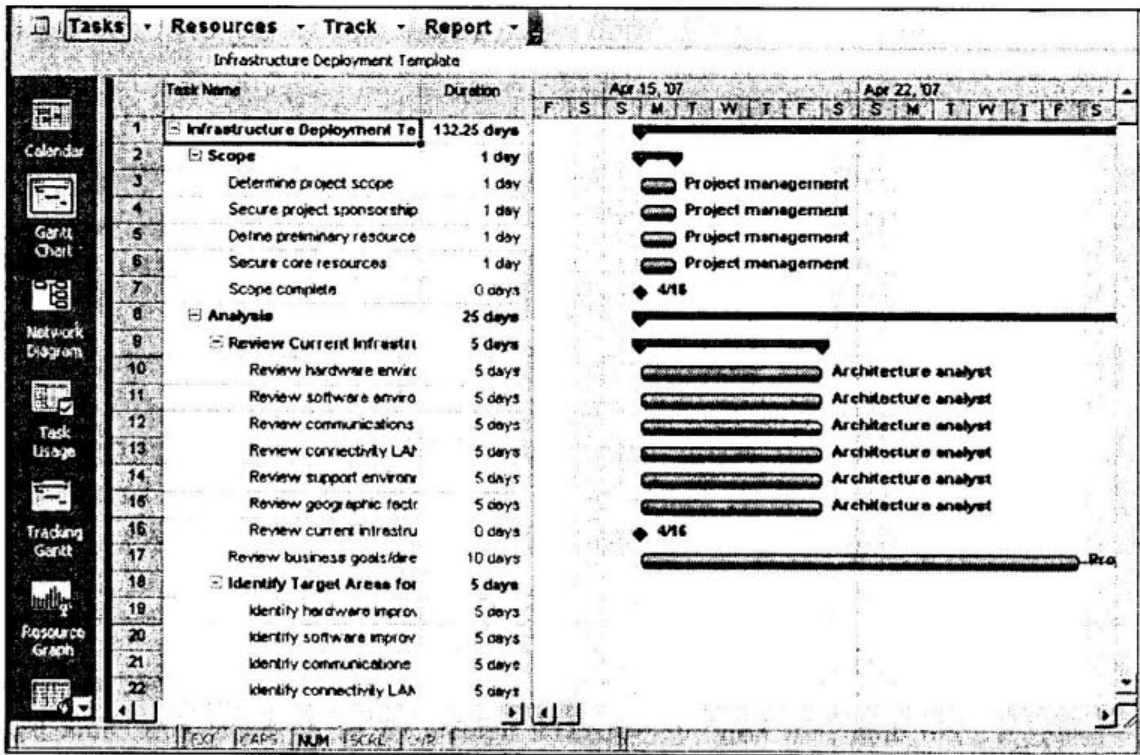 Tasks Resources Track Report
Infrastructure Deployment Template
Task Name Duration Apr 15, '07 Apr 22, '07
F S S M T W T F S S M T W T F S
1 Infrastructure Deployment Te 132.25 days
2 Scope 1 day
3 Determine project scope 1 day Project management
4 Secure project sponsorship 1 day Project management
5 Define preliminary resource 1 day Project management
6 Secure core resources 1 day Project management
7 Scope complete 0 days 4/16
8 Analysis 25 days
9 Review Current Infrastru 5 days
10 Review hardware enviro 5 days Architecture analyst
11 Review software enviro 5 days Architecture analyst
12 Review communications 5 days Architecture analyst
13 Review connectivity LAN 5 days Architecture analyst
14 Review support environr 5 days Architecture analyst
15 Review geographic facto 5 days Architecture analyst
16 Review current infrastru 0 days 4/16
17 Review business goals/dire 10 days Pro
18 Identify Target Areas for 5 days
19 Identify hardware improv 5 days
20 Identify software improv 5 days
21 Identify communications 5 days
22 Identify connectivity LAN 5 days
Calendar
Gantt
Chart
Network
Diagram
Task
Usage
Tracking
Gantt
Resource
Graph
EXT CAPS NUM SCRL OVR